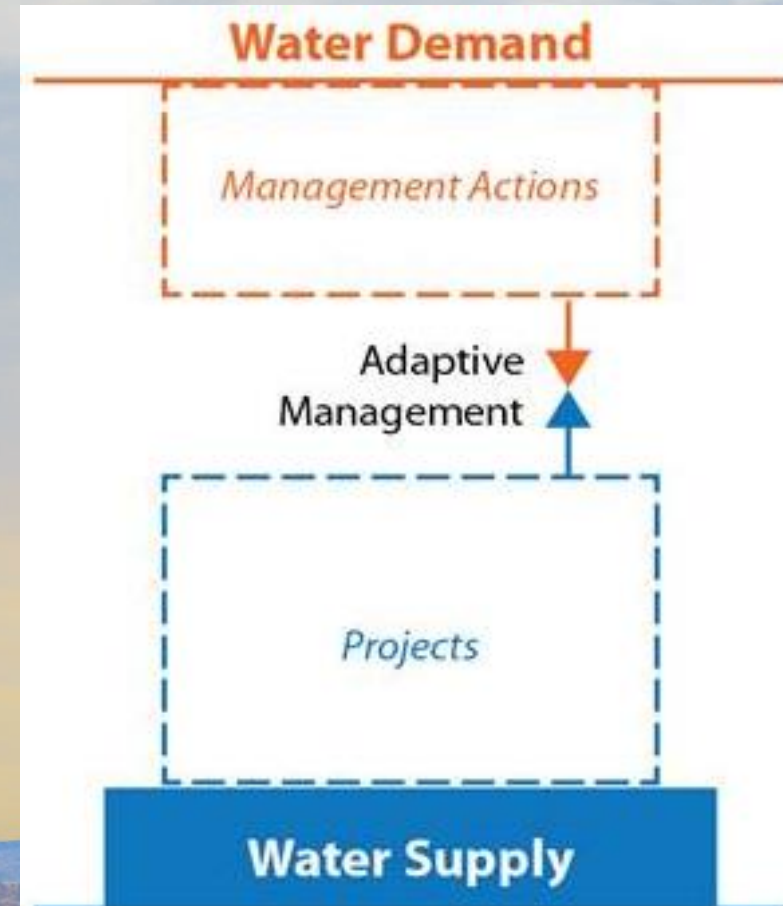 Water Demand
Management Actions
Adaptive
Management
Projects
Water Supply